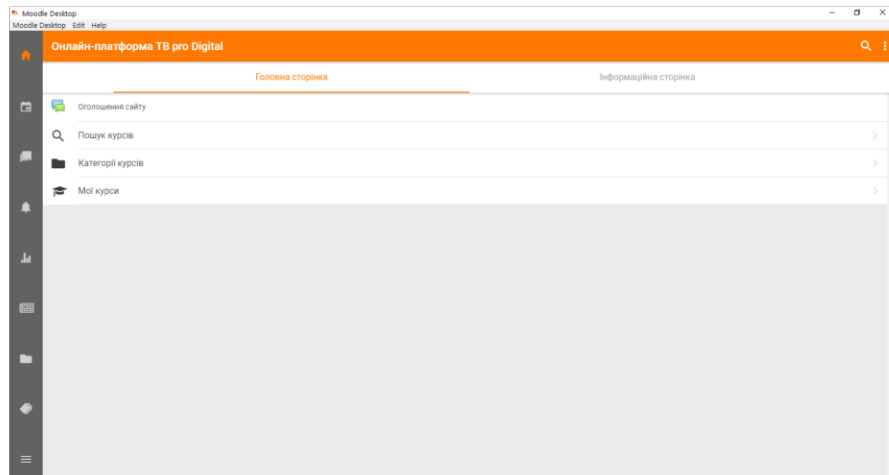 Moodle Desktop
Moodle Desktop Edit Help
Онлайн-платформа ТВ pro Digital
Головна сторінка Інформаційна сторінка
Оголошення сайту
Пошук курсів
Категорії курсів
Мої курси